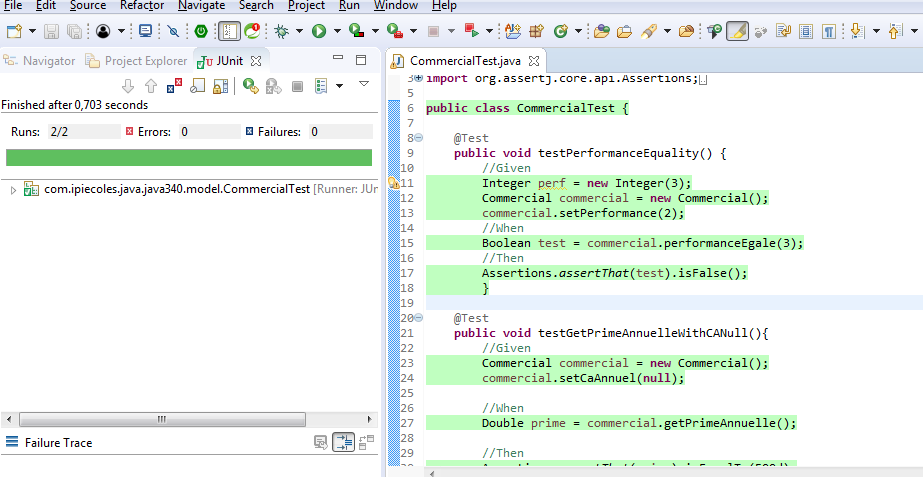 File Edit Source Refactor Navigate Search Project Run Window Help
Navigator Project Explorer JUnit
Finished after 0,703 seconds
Runs: 2/2 Errors: 0 Failures: 0
com.ipiecoles.java.java340.model.CommercialTest [Runner: JUr
Failure Trace
CommercialTest.java
3 import org.assertj.core.api.Assertions;
5
6 public class CommercialTest {
7
8 @Test
9 public void testPerformanceEquality() {
10 //Given
11 Integer perf = new Integer(3);
12 Commercial commercial = new Commercial();
13 commercial.setPerformance(2);
14 //When
15 Boolean test = commercial.performanceEgale(3);
16 //Then
17 Assertions.assertThat(test).isFalse();
18 }
19
20 @Test
21 public void testGetPrimeAnnuelleWithCANull(){
22 //Given
23 Commercial commercial = new Commercial();
24 commercial.setCaAnnuel(null);
25
26 //When
27 Double prime = commercial.getPrimeAnnuelle();
28
29 //Then